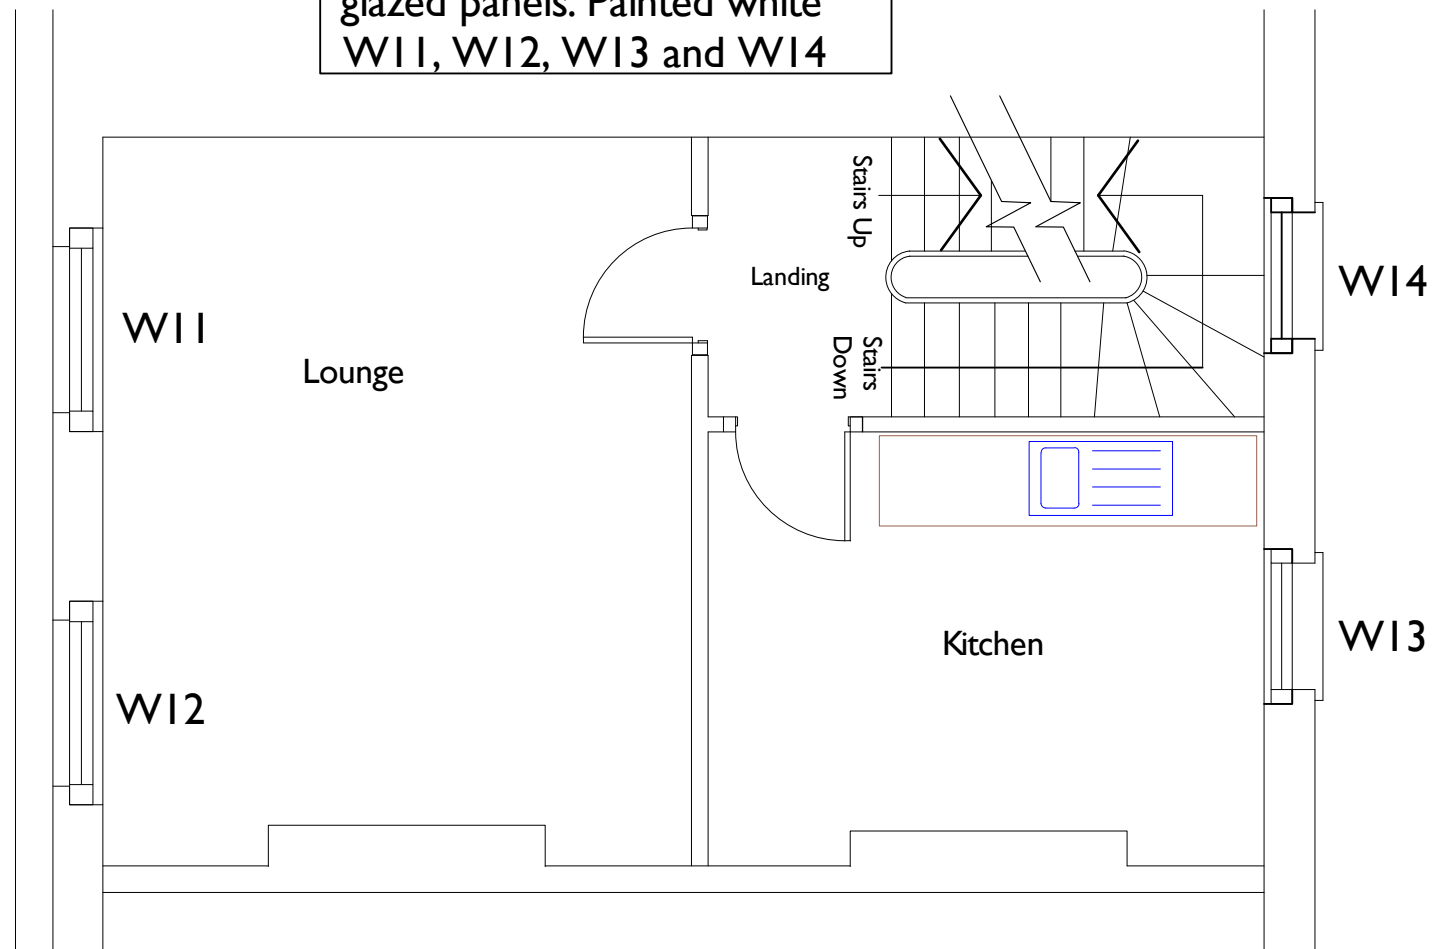 glazed panels. Painted white
W11, W12, W13 and W14
Stairs Up
Landing
W14
W11
Lounge
Stairs
Down
Kitchen
W13
W12